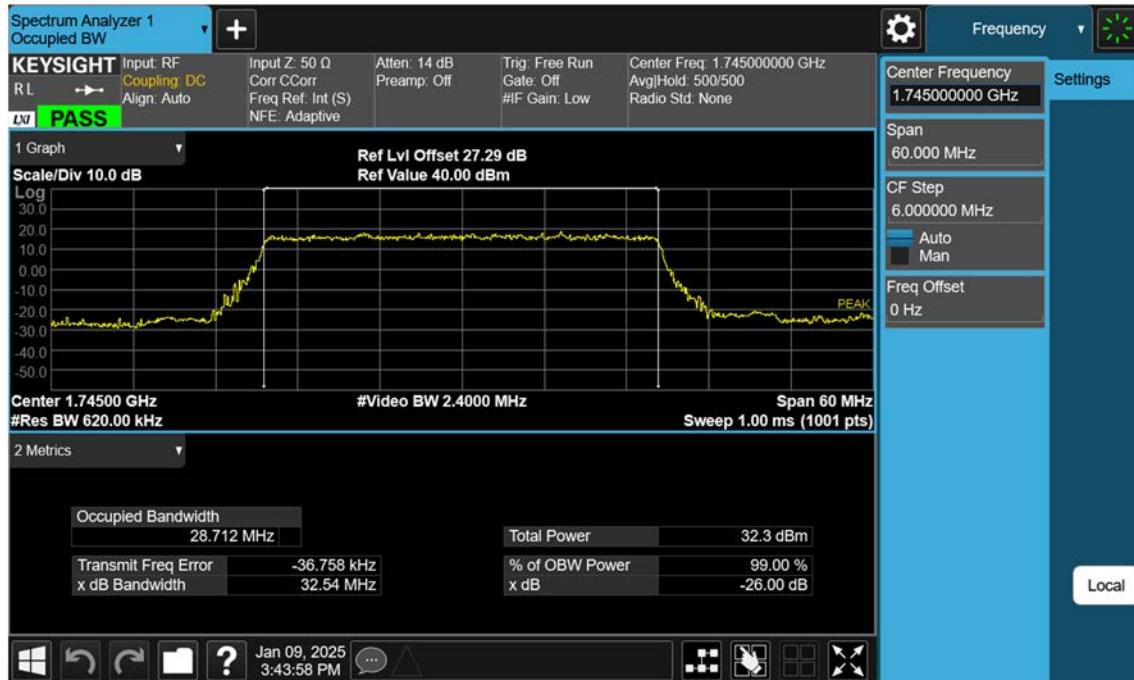 Spectrum Analyzer 1
Occupied BW
+
Frequency
KEYSIGHT
R L
LXI
PASS
Input: RF
Coupling: DC
Align: Auto
Input Z: 50 Ω
Corr CCorr
Freq Ref: Int (S)
NFE: Adaptive
Atten: 14 dB
Preamp: Off
Trig: Free Run
Gate: Off
#IF Gain: Low
Center Freq: 1.745000000 GHz
Avg|Hold: 500/500
Radio Std: None
Center Frequency
1.745000000 GHz
Settings
Span
60.000 MHz
CF Step
6.000000 MHz
Auto
Man
Freq Offset
0 Hz
Local
1 Graph
Scale/Div 10.0 dB
Ref Lvl Offset 27.29 dB
Ref Value 40.00 dBm
Log
30.0
20.0
10.0
0.00
-10.0
-20.0
-30.0
-40.0
-50.0
PEAK
Center 1.74500 GHz
#Video BW 2.4000 MHz
Span 60 MHz
#Res BW 620.00 kHz
Sweep 1.00 ms (1001 pts)
2 Metrics
Occupied Bandwidth
28.712 MHz
Total Power 32.3 dBm
Transmit Freq Error -36.758 kHz
% of OBW Power 99.00 %
x dB Bandwidth 32.54 MHz
x dB -26.00 dB
?
Jan 09, 2025
3:43:58 PM